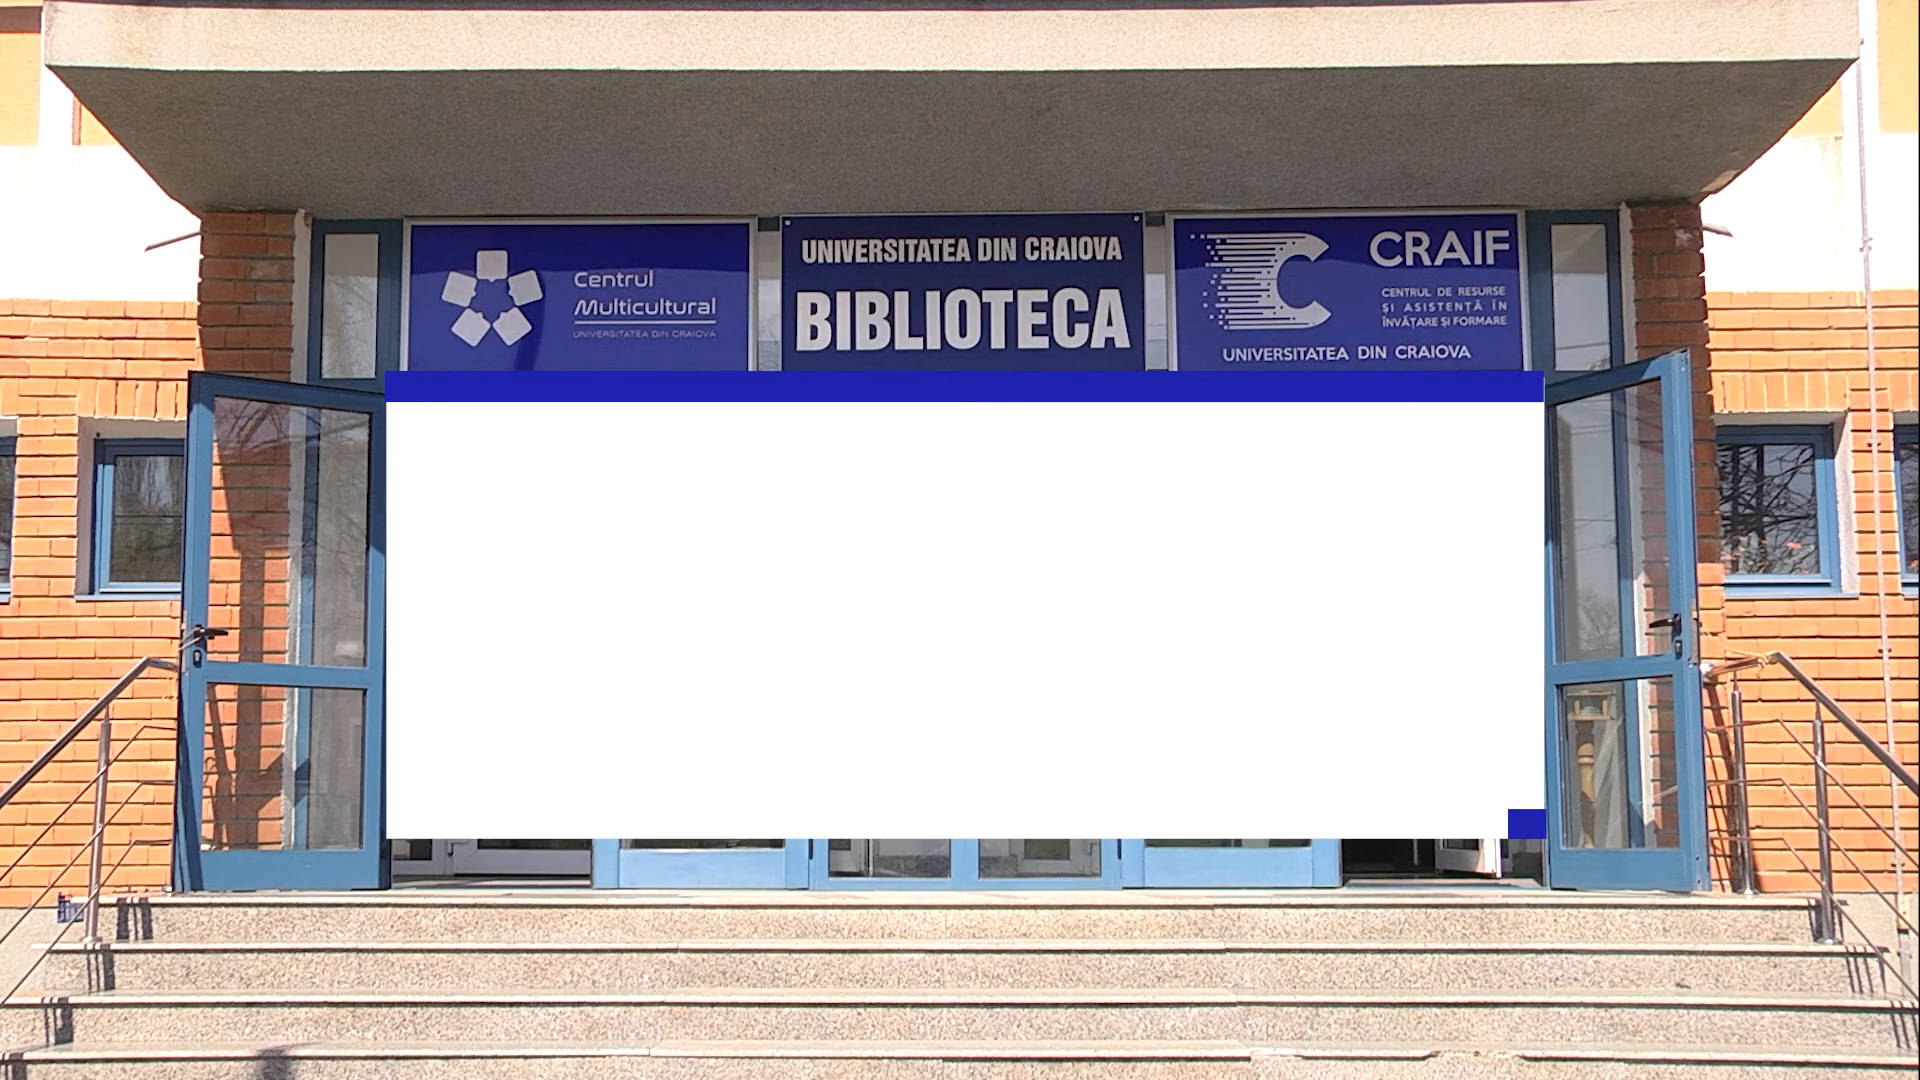 Centrul
Multicultural
UNIVERSITATEA DIN CRAIOVA
UNIVERSITATEA DIN CRAIOVA
BIBLIOTECA
CRAIF
CENTRUL DE RESURSE
ȘI ASISTENȚĂ ÎN
ÎNVĂȚARE ȘI FORMARE
UNIVERSITATEA DIN CRAIOVA